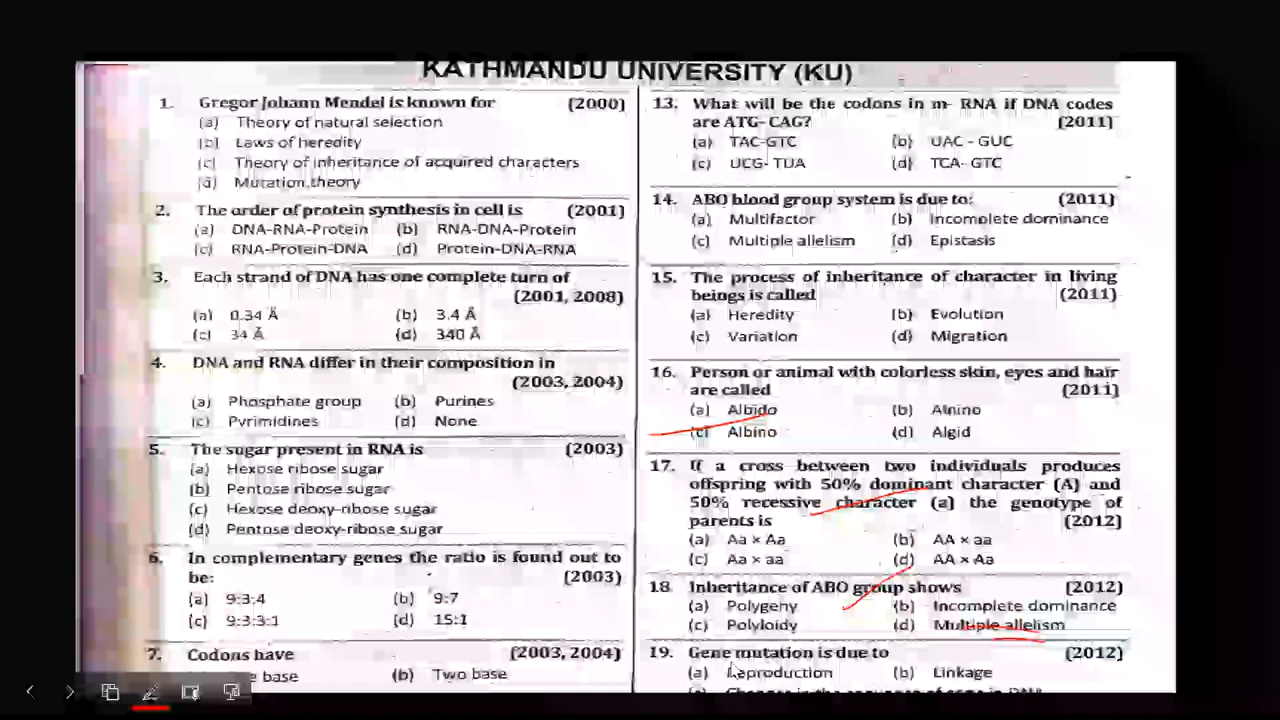 KATHMANDU UNIVERSITY (KU)
1. Gregor Johann Mendel is known for (2000)
(a) Theory of natural selection
(b) Laws of heredity
(c) Theory of inheritance of acquired characters
(d) Mutation theory
2. The order of protein synthesis in cell is (2001)
(a) DNA-RNA-Protein (b) RNA-DNA-Protein
(c) RNA-Protein-DNA (d) Protein-DNA-RNA
3. Each strand of DNA has one complete turn of
(2001, 2008)
(a) 0.34 Å (b) 3.4 Å
(c) 34 Å (d) 340 Å
4. DNA and RNA differ in their composition in
(2003, 2004)
(a) Phosphate group (b) Purines
(c) Pyrimidines (d) None
5. The sugar present in RNA is (2003)
(a) Hexose ribose sugar
(b) Pentose ribose sugar
(c) Hexose deoxy-ribose sugar
(d) Pentose deoxy-ribose sugar
6. In complementary genes the ratio is found out to
be: (2003)
(a) 9:3:4 (b) 9:7
(c) 9:3:3:1 (d) 15:1
7. Codons have (2003, 2004)
base (b) Two base
13. What will be the codons in m- RNA if DNA codes
are ATG- CAG? (2011)
(a) TAC-GTC (b) UAC - GUC
(c) UCG- TUA (d) TCA- GTC
14. ABO blood group system is due to: (2011)
(a) Multifactor (b) Incomplete dominance
(c) Multiple allelism (d) Epistasis
15. The process of inheritance of character in living
beings is called (2011)
(a) Heredity (b) Evolution
(c) Variation (d) Migration
16. Person or animal with colorless skin, eyes and hair
are called (2011)
(a) Albido (b) Alnino
(c) Albino (d) Algid
17. If a cross between two individuals produces
offspring with 50% dominant character (A) and
50% recessive character (a) the genotype of
parents is (2012)
(a) Aa × Aa (b) AA × aa
(c) Aa × aa (d) AA × Aa
18. Inheritance of ABO group shows (2012)
(a) Polygeny (b) Incomplete dominance
(c) Polyloidy (d) Multiple allelism
19. Gene mutation is due to (2012)
(a) Reproduction (b) Linkage